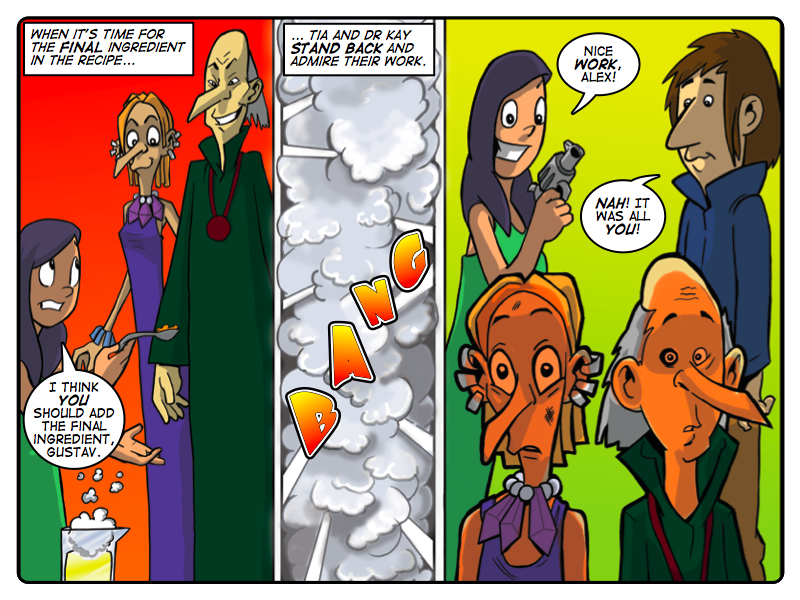 WHEN IT'S TIME FOR
THE FINAL INGREDIENT
IN THE RECIPE...
I THINK
YOU
SHOULD ADD
THE FINAL
INGREDIENT,
GUSTAV.
... TIA AND DR KAY
STAND BACK AND
ADMIRE THEIR WORK.
BANG
NICE
WORK,
ALEX!
NAH! IT
WAS ALL
YOU!